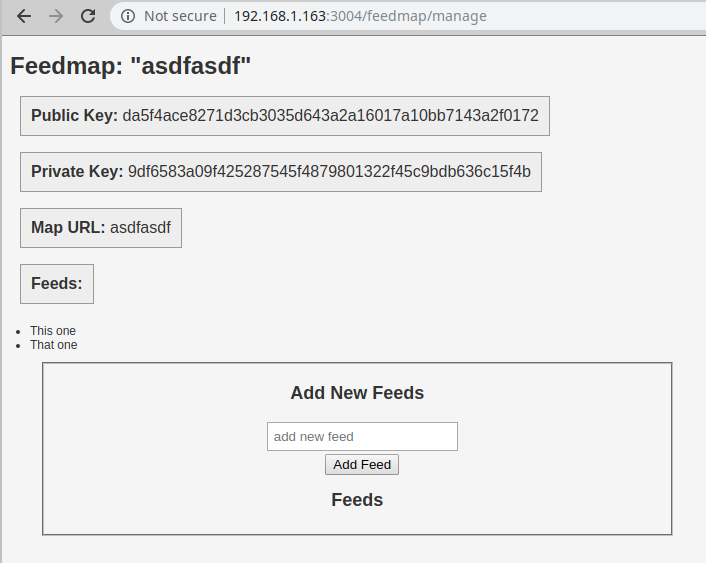 Not secure 192.168.1.163:3004/feedmap/manage
Feedmap: "asdfasdf"
Public Key: da5f4ace8271d3cb3035d643a2a16017a10bb7143a2f0172
Private Key: 9df6583a09f425287545f4879801322f45c9bdb636c15f4b
Map URL: asdfasdf
Feeds:
This one
That one
Add New Feeds
add new feed
Add Feed
Feeds